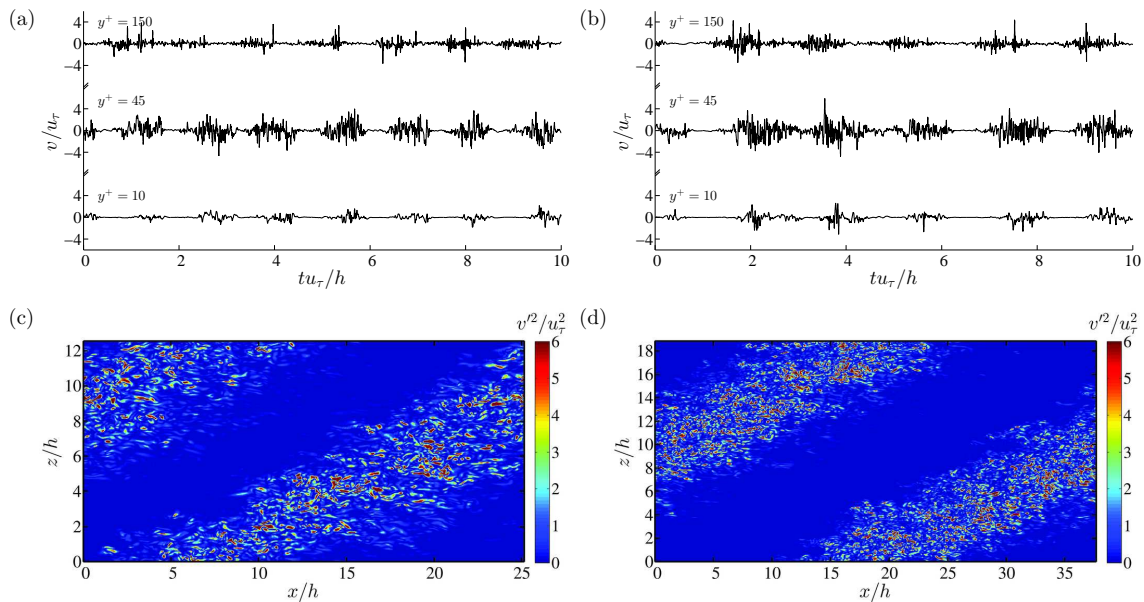 (a)
y⁺ = 150
4
0
−4
y⁺ = 45
4
0
−4
v/uτ
y⁺ = 10
4
0
−4
0 2 4 6 8 10
tuτ/h
(b)
y⁺ = 150
4
0
−4
y⁺ = 45
4
0
−4
v/uτ
y⁺ = 10
4
0
−4
0 2 4 6 8 10
tuτ/h
(c)
v′²/uτ²
12
10
8
6
4
2
0
z/h
0 5 10 15 20 25
x/h
6
5
4
3
2
1
0
(d)
v′²/uτ²
18
16
14
12
10
8
6
4
2
0
z/h
0 5 10 15 20 25 30 35
x/h
6
5
4
3
2
1
0